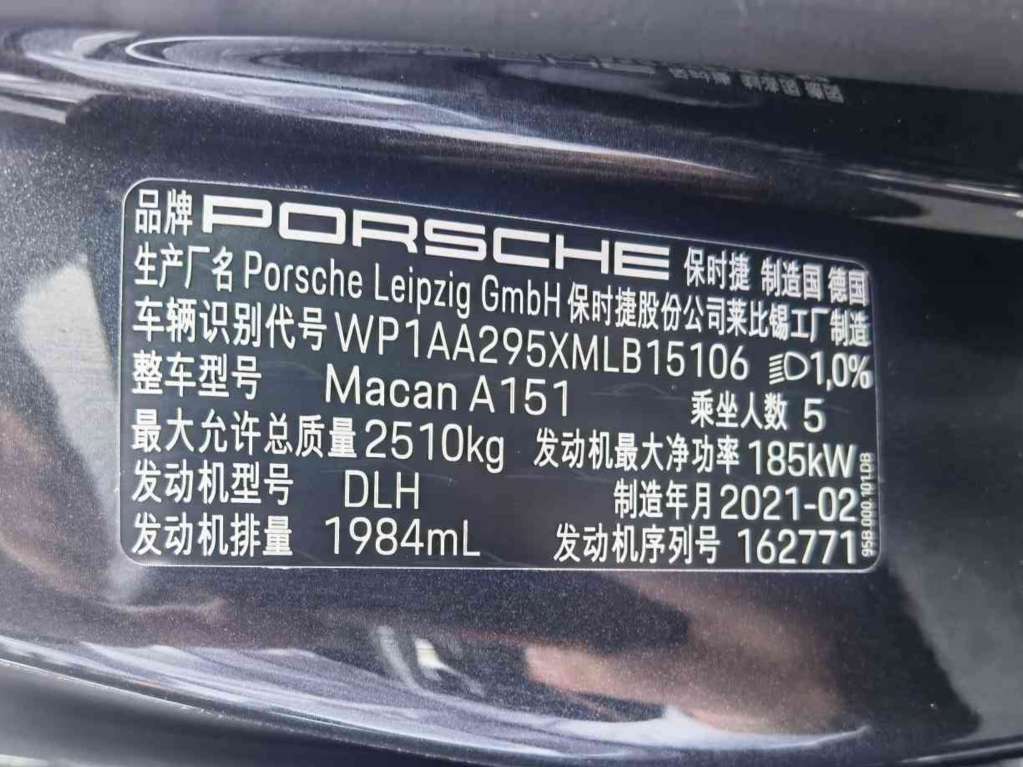 品牌 PORSCHE 保时捷 制造国 德国
生产厂名 Porsche Leipzig GmbH 保时捷股份公司莱比锡工厂制造
车辆识别代号 WP1AA295XMLB15106 1,0%
整车型号 Macan A151 乘坐人数 5
最大允许总质量 2510kg 发动机最大净功率 185kW
发动机型号 DLH 制造年月 2021-02
发动机排量 1984mL 发动机序列号 162771
95B.000.101.DB